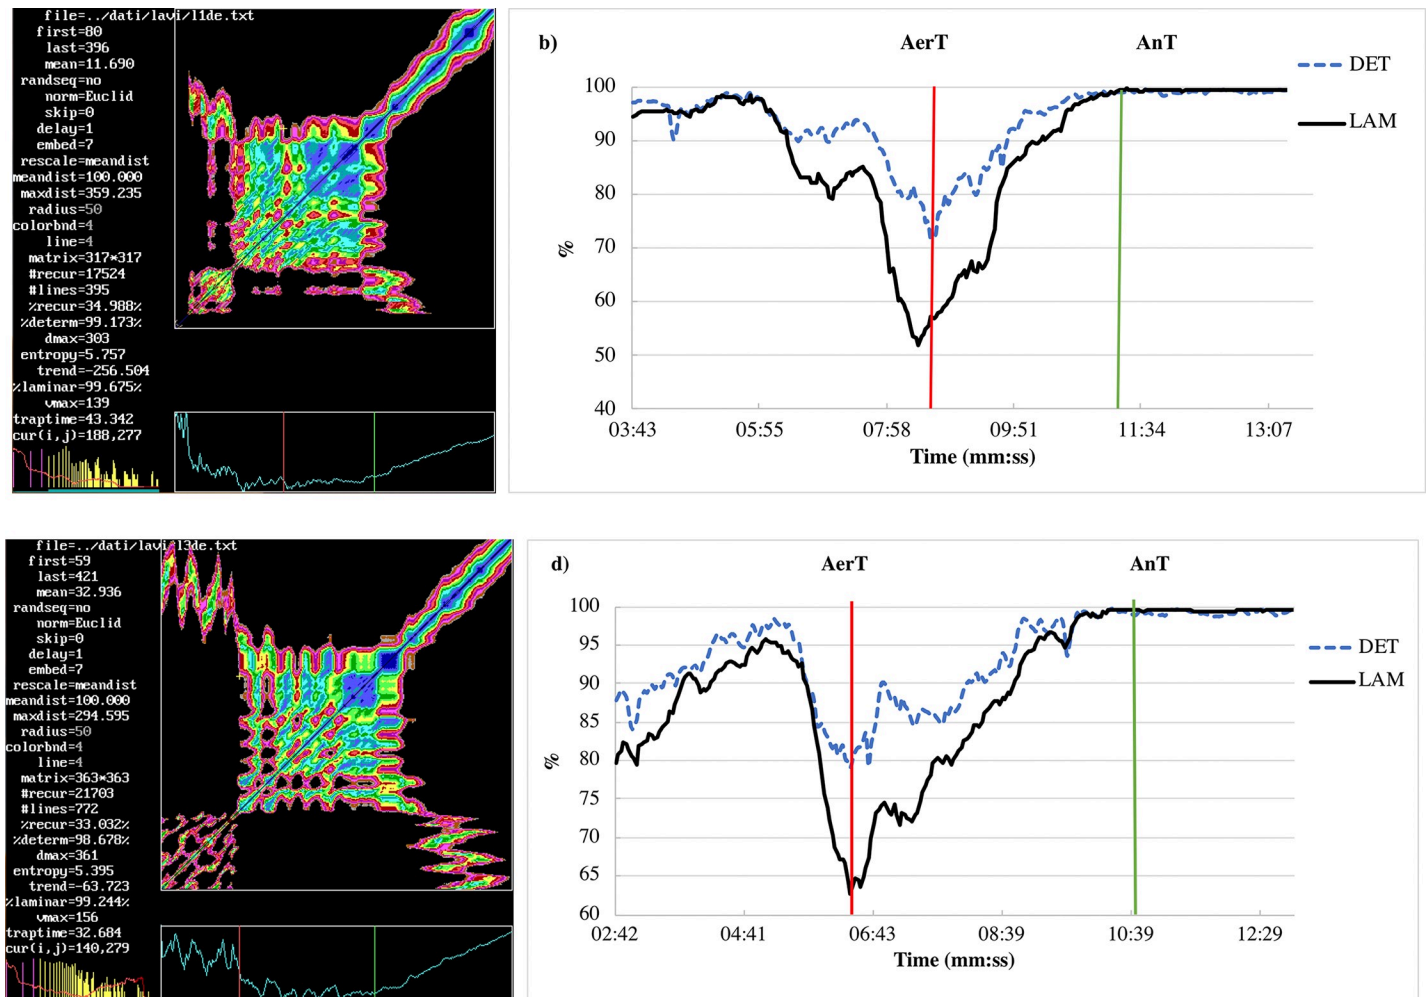 file=../dati/lavi/l1de.txt
first=80
last=396
mean=11.690
randseq=no
norm=Euclid
skip=0
delay=1
embed=7
rescale=meandist
meandist=100.000
maxdist=359.235
radius=50
colorbnd=4
line=4
matrix=317*317
#recur=17524
#lines=395
%recur=34.988%
%determ=99.173%
dmax=303
entropy=5.757
trend=-256.504
%laminar=99.675%
vmax=139
traptime=43.342
cur(i,j)=188,277
b)
AerT
AnT
DET
LAM
100
90
80
70
60
50
40
%
03:43
05:55
07:58
09:51
11:34
13:07
Time (mm:ss)
file=../dati/lavi/l3de.txt
first=59
last=421
mean=32.936
randseq=no
norm=Euclid
skip=0
delay=1
embed=7
rescale=meandist
meandist=100.000
maxdist=294.595
radius=50
colorbnd=4
line=4
matrix=363*363
#recur=21703
#lines=772
%recur=33.032%
%determ=98.678%
dmax=361
entropy=5.395
trend=-63.723
%laminar=99.244%
vmax=156
traptime=32.684
cur(i,j)=140,279
d)
AerT
AnT
DET
LAM
100
95
90
85
80
75
70
65
60
%
02:42
04:41
06:43
08:39
10:39
12:29
Time (mm:ss)